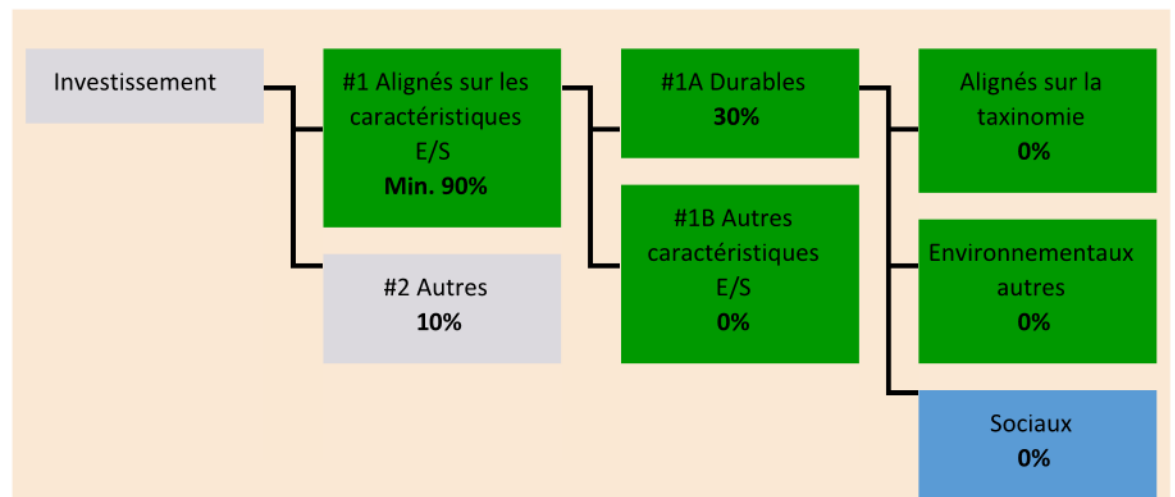 Investissement
#1 Alignés sur les
caractéristiques
E/S
Min. 90%
#2 Autres
10%
#1A Durables
30%
#1B Autres
caractéristiques
E/S
0%
Alignés sur la
taxinomie
0%
Environnementaux
autres
0%
Sociaux
0%